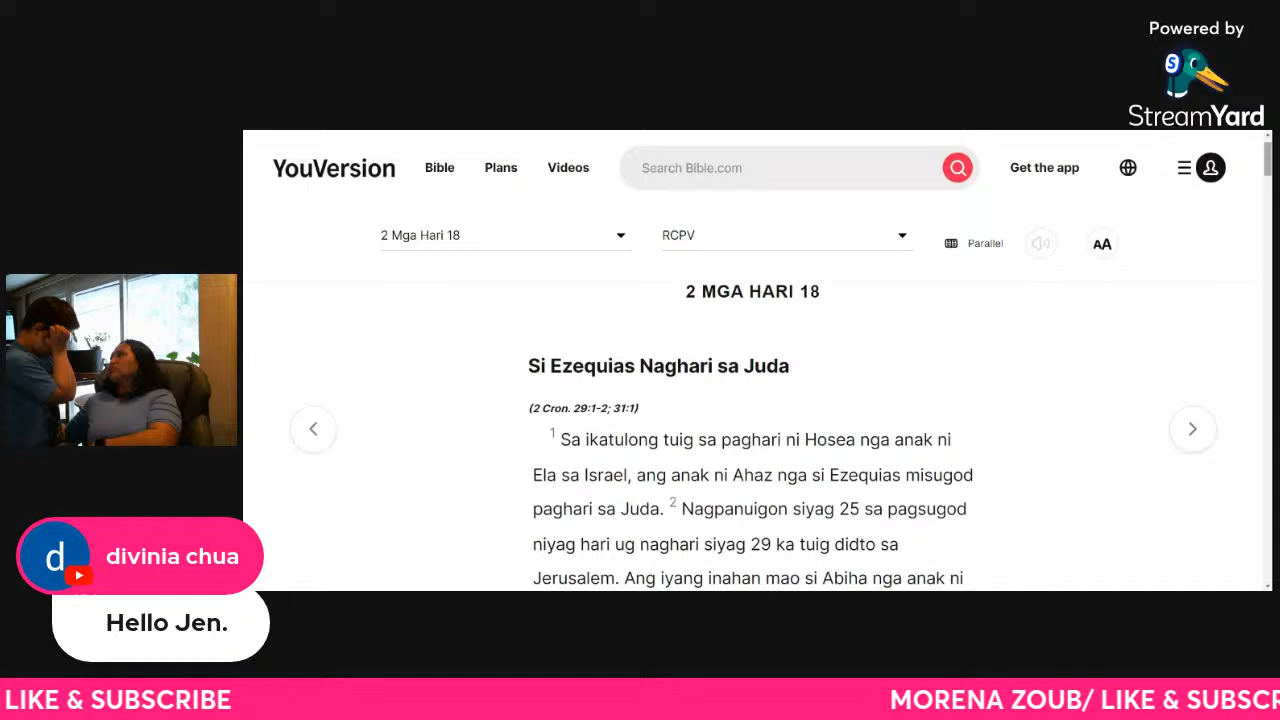 Powered by
StreamYard
YouVersion
Bible
Plans
Videos
Search Bible.com
Get the app
2 Mga Hari 18
RCPV
Parallel
AA
2 MGA HARI 18
Si Ezequias Naghari sa Juda
(2 Cron. 29:1-2; 31:1)
1 Sa ikatulong tuig sa paghari ni Hosea nga anak ni
Ela sa Israel, ang anak ni Ahaz nga si Ezequias misugod
paghari sa Juda. 2 Nagpanuigon siyag 25 sa pagsugod
niyag hari ug naghari siyag 29 ka tuig didto sa
Jerusalem. Ang iyang inahan mao si Abiha nga anak ni
d
divinia chua
Hello Jen.
LIKE & SUBSCRIBE
MORENA ZOUB/ LIKE & SUBSCR